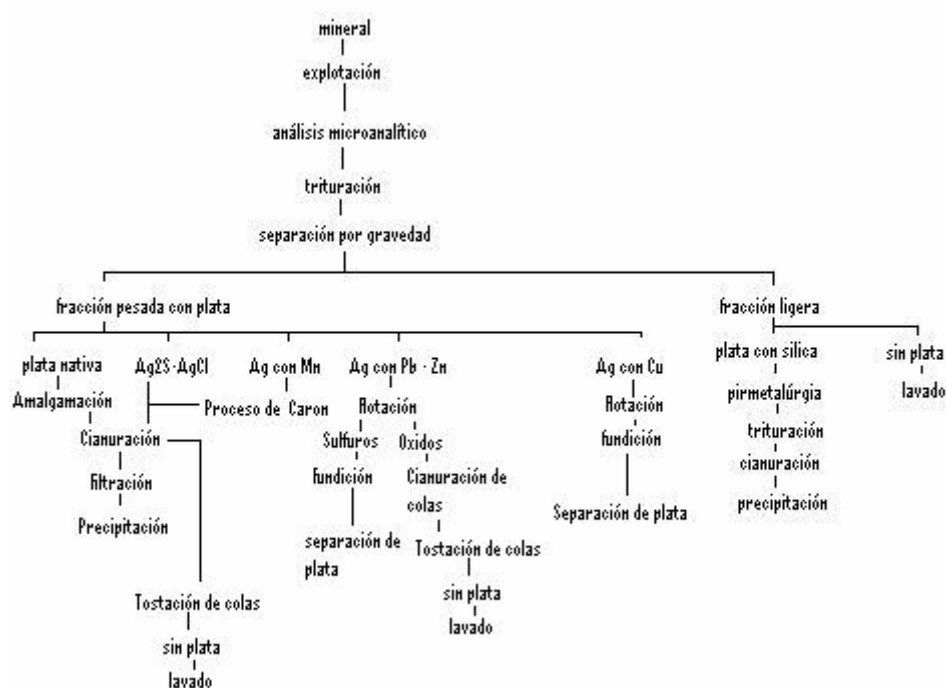 mineral
explotación
análisis microanalítico
trituración
separación por gravedad
fracción pesada con plata
fracción ligera
plata nativa
Ag2S-AgCl
Ag con Mn
Ag con Pb - Zn
Ag con Cu
plata con silica
sin plata
Amalgamación
Proceso de Caron
flotación
flotación
pirmetalúrgia
lavado
Cianuración
Sulfuros
Oxidos
fundición
trituración
filtración
fundición
Cianuración de
colas
cianuración
Precipitación
Separación de plata
precipitación
separación de
plata
Tostación de colas
Tostación de colas
sin plata
lavado
sin plata
lavado